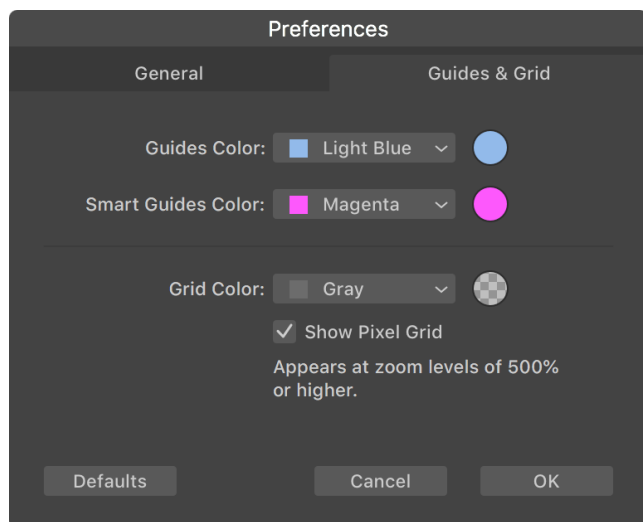 Preferences
General
Guides & Grid
Guides Color: Light Blue
Smart Guides Color: Magenta
Grid Color: Gray
Show Pixel Grid
Appears at zoom levels of 500%
or higher.
Defaults
Cancel
OK